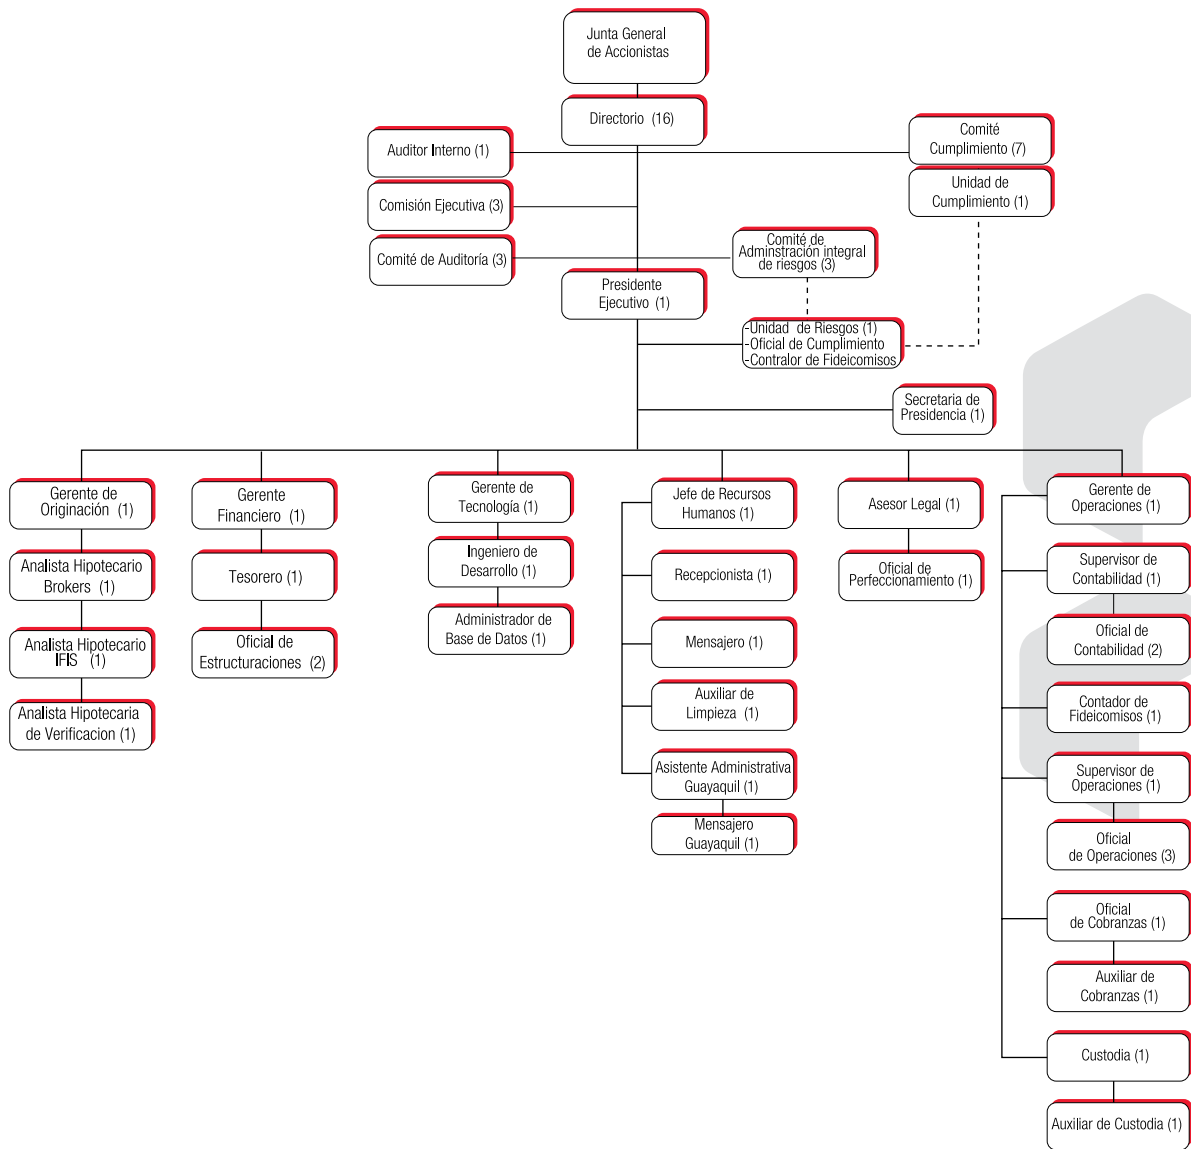 Junta General
de Accionistas
Directorio (16)
Auditor Interno (1)
Comité
Cumplimiento (7)
Unidad de
Cumplimiento (1)
Comisión Ejecutiva (3)
Comité de Auditoría (3)
Comité de
Adminstración integral
de riesgos (3)
Presidente
Ejecutivo (1)
-Unidad de Riesgos (1)
-Oficial de Cumplimiento
-Contralor de Fideicomisos
Secretaria de
Presidencia (1)
Gerente de
Originación (1)
Analista Hipotecario
Brokers (1)
Analista Hipotecario
IFIS (1)
Analista Hipotecaria
de Verificacion (1)
Gerente
Financiero (1)
Tesorero (1)
Oficial de
Estructuraciones (2)
Gerente de
Tecnología (1)
Ingeniero de
Desarrollo (1)
Administrador de
Base de Datos (1)
Jefe de Recursos
Humanos (1)
Recepcionista (1)
Mensajero (1)
Auxiliar de
Limpieza (1)
Asistente Administrativa
Guayaquil (1)
Mensajero
Guayaquil (1)
Asesor Legal (1)
Oficial de
Perfeccionamiento (1)
Gerente de
Operaciones (1)
Supervisor de
Contabilidad (1)
Oficial de
Contabilidad (2)
Contador de
Fideicomisos (1)
Supervisor de
Operaciones (1)
Oficial
de Operaciones (3)
Oficial
de Cobranzas (1)
Auxiliar de
Cobranzas (1)
Custodia (1)
Auxiliar de Custodia (1)